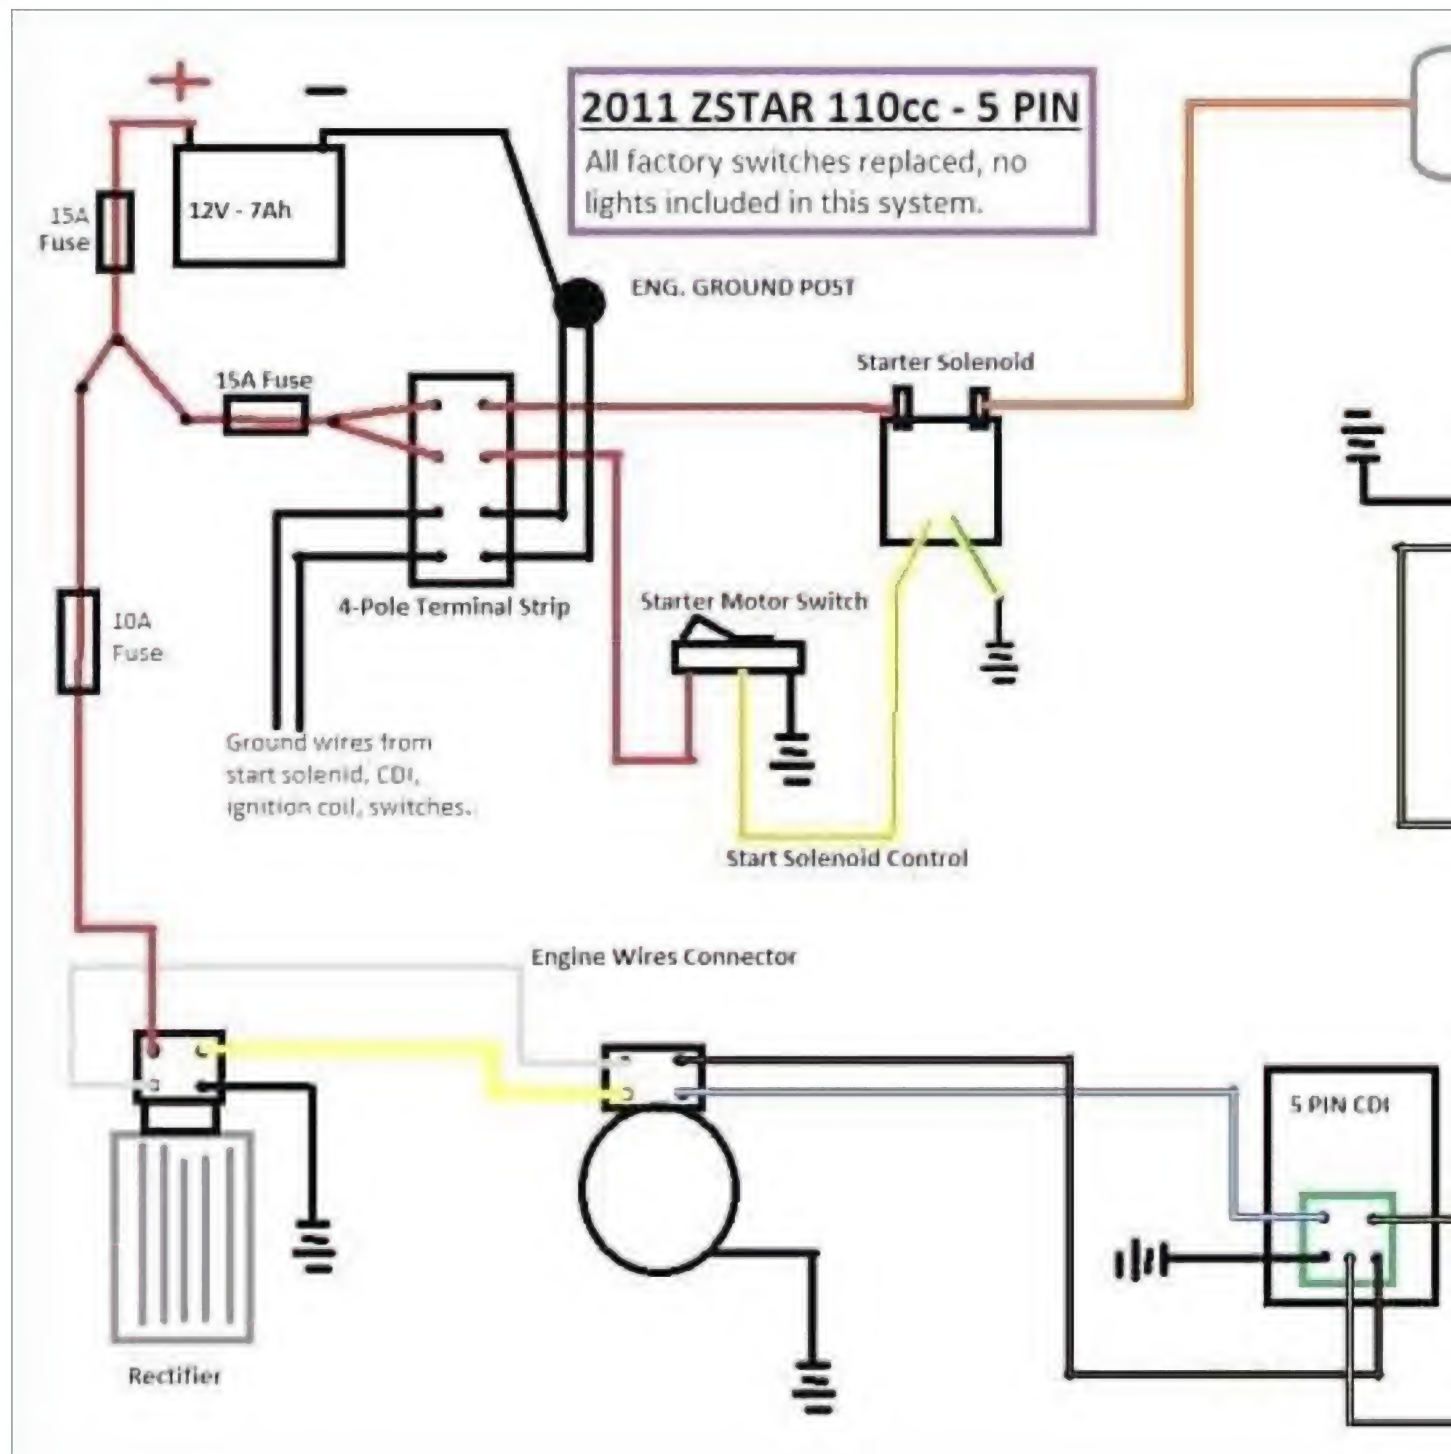 +
−
2011 ZSTAR 110cc - 5 PIN
All factory switches replaced, no
lights included in this system.
12V - 7Ah
15A
Fuse
ENG. GROUND POST
Starter Solenoid
15A Fuse
4-Pole Terminal Strip
Starter Motor Switch
10A
Fuse
Ground wires from
start solenid, CDI,
ignition coil, switches.
Start Solenoid Control
Engine Wires Connector
5 PIN CDI
Rectifier